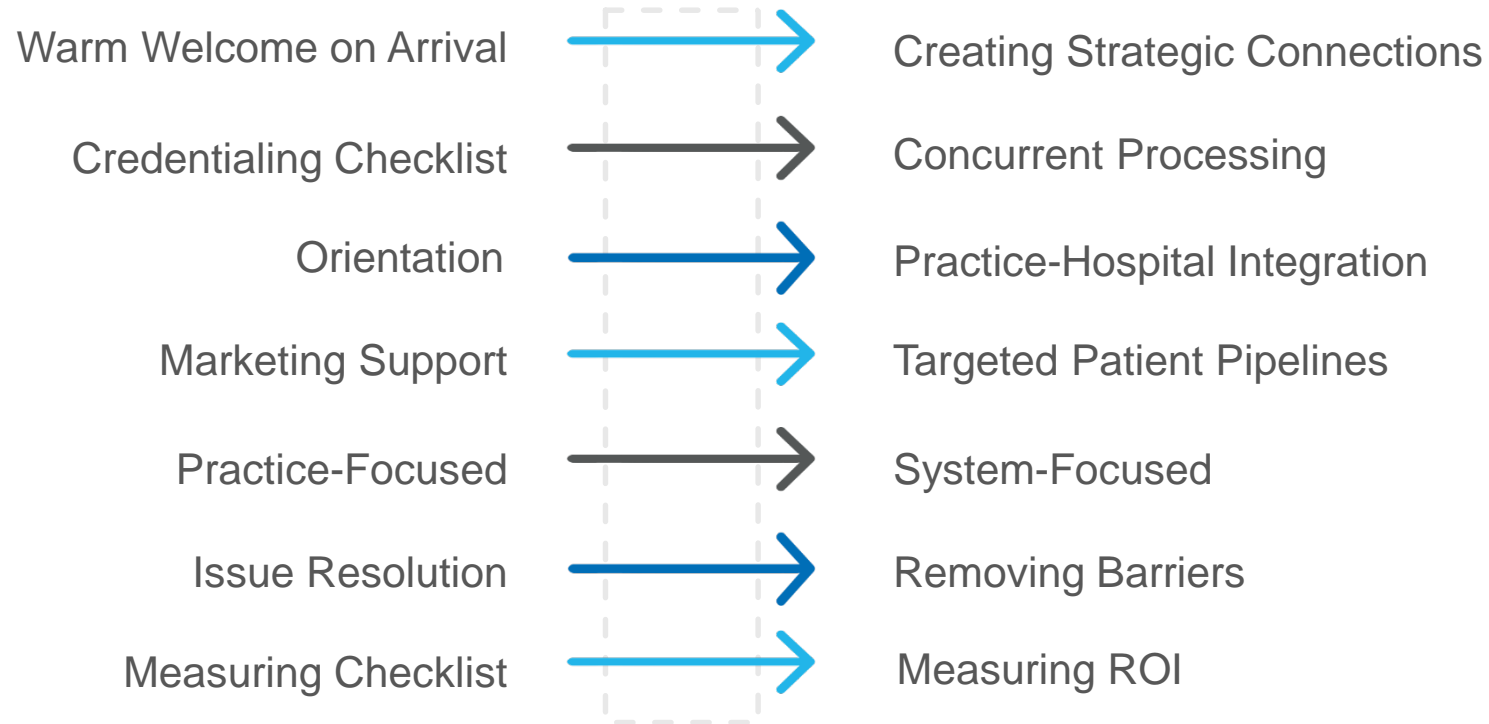 Warm Welcome on Arrival
Creating Strategic Connections
Credentialing Checklist
Concurrent Processing
Orientation
Practice-Hospital Integration
Marketing Support
Targeted Patient Pipelines
Practice-Focused
System-Focused
Issue Resolution
Removing Barriers
Measuring Checklist
Measuring ROI